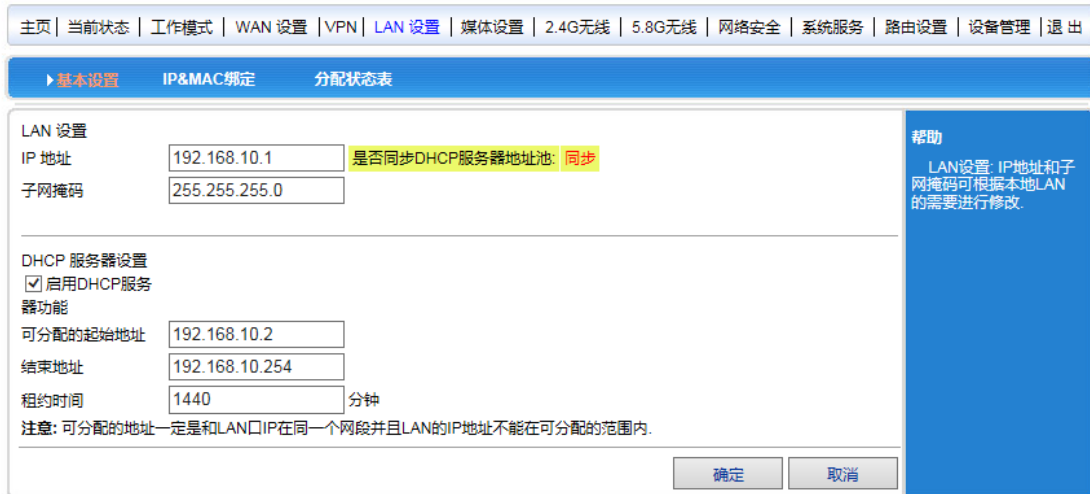 主页 | 当前状态 | 工作模式 | WAN 设置 | VPN | LAN 设置 | 媒体设置 | 2.4G无线 | 5.8G无线 | 网络安全 | 系统服务 | 路由设置 | 设备管理 | 退 出
基本设置 IP&MAC绑定 分配状态表
LAN 设置
IP 地址 192.168.10.1 是否同步DHCP服务器地址池: 同步
子网掩码 255.255.255.0
DHCP 服务器设置
启用DHCP服务
器功能
可分配的起始地址 192.168.10.2
结束地址 192.168.10.254
租约时间 1440 分钟
注意: 可分配的地址一定是和LAN口IP在同一个网段并且LAN的IP地址不能在可分配的范围内.
确定 取消
帮助
LAN设置: IP地址和子
网掩码可根据本地LAN
的需要进行修改.